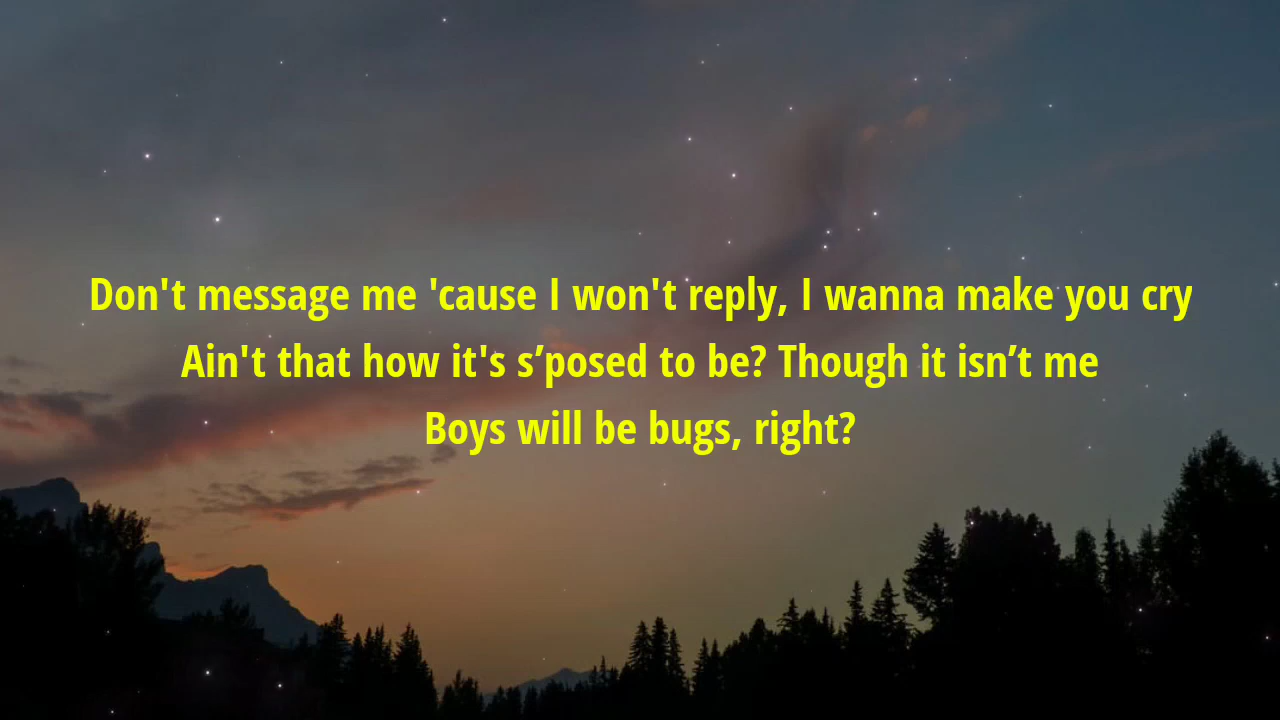 Don't message me 'cause I won't reply, I wanna make you cry
Ain't that how it's s’posed to be? Though it isn’t me
Boys will be bugs, right?